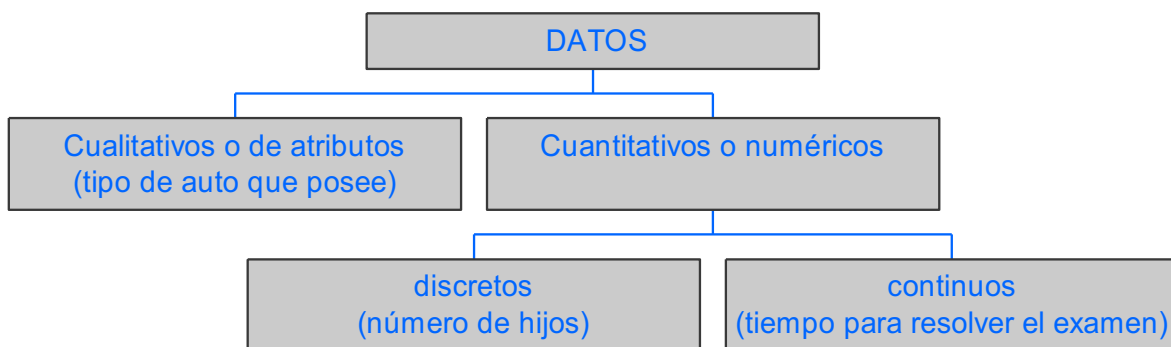 DATOS
Cualitativos o de atributos
(tipo de auto que posee)
Cuantitativos o numéricos
discretos
(número de hijos)
continuos
(tiempo para resolver el examen)